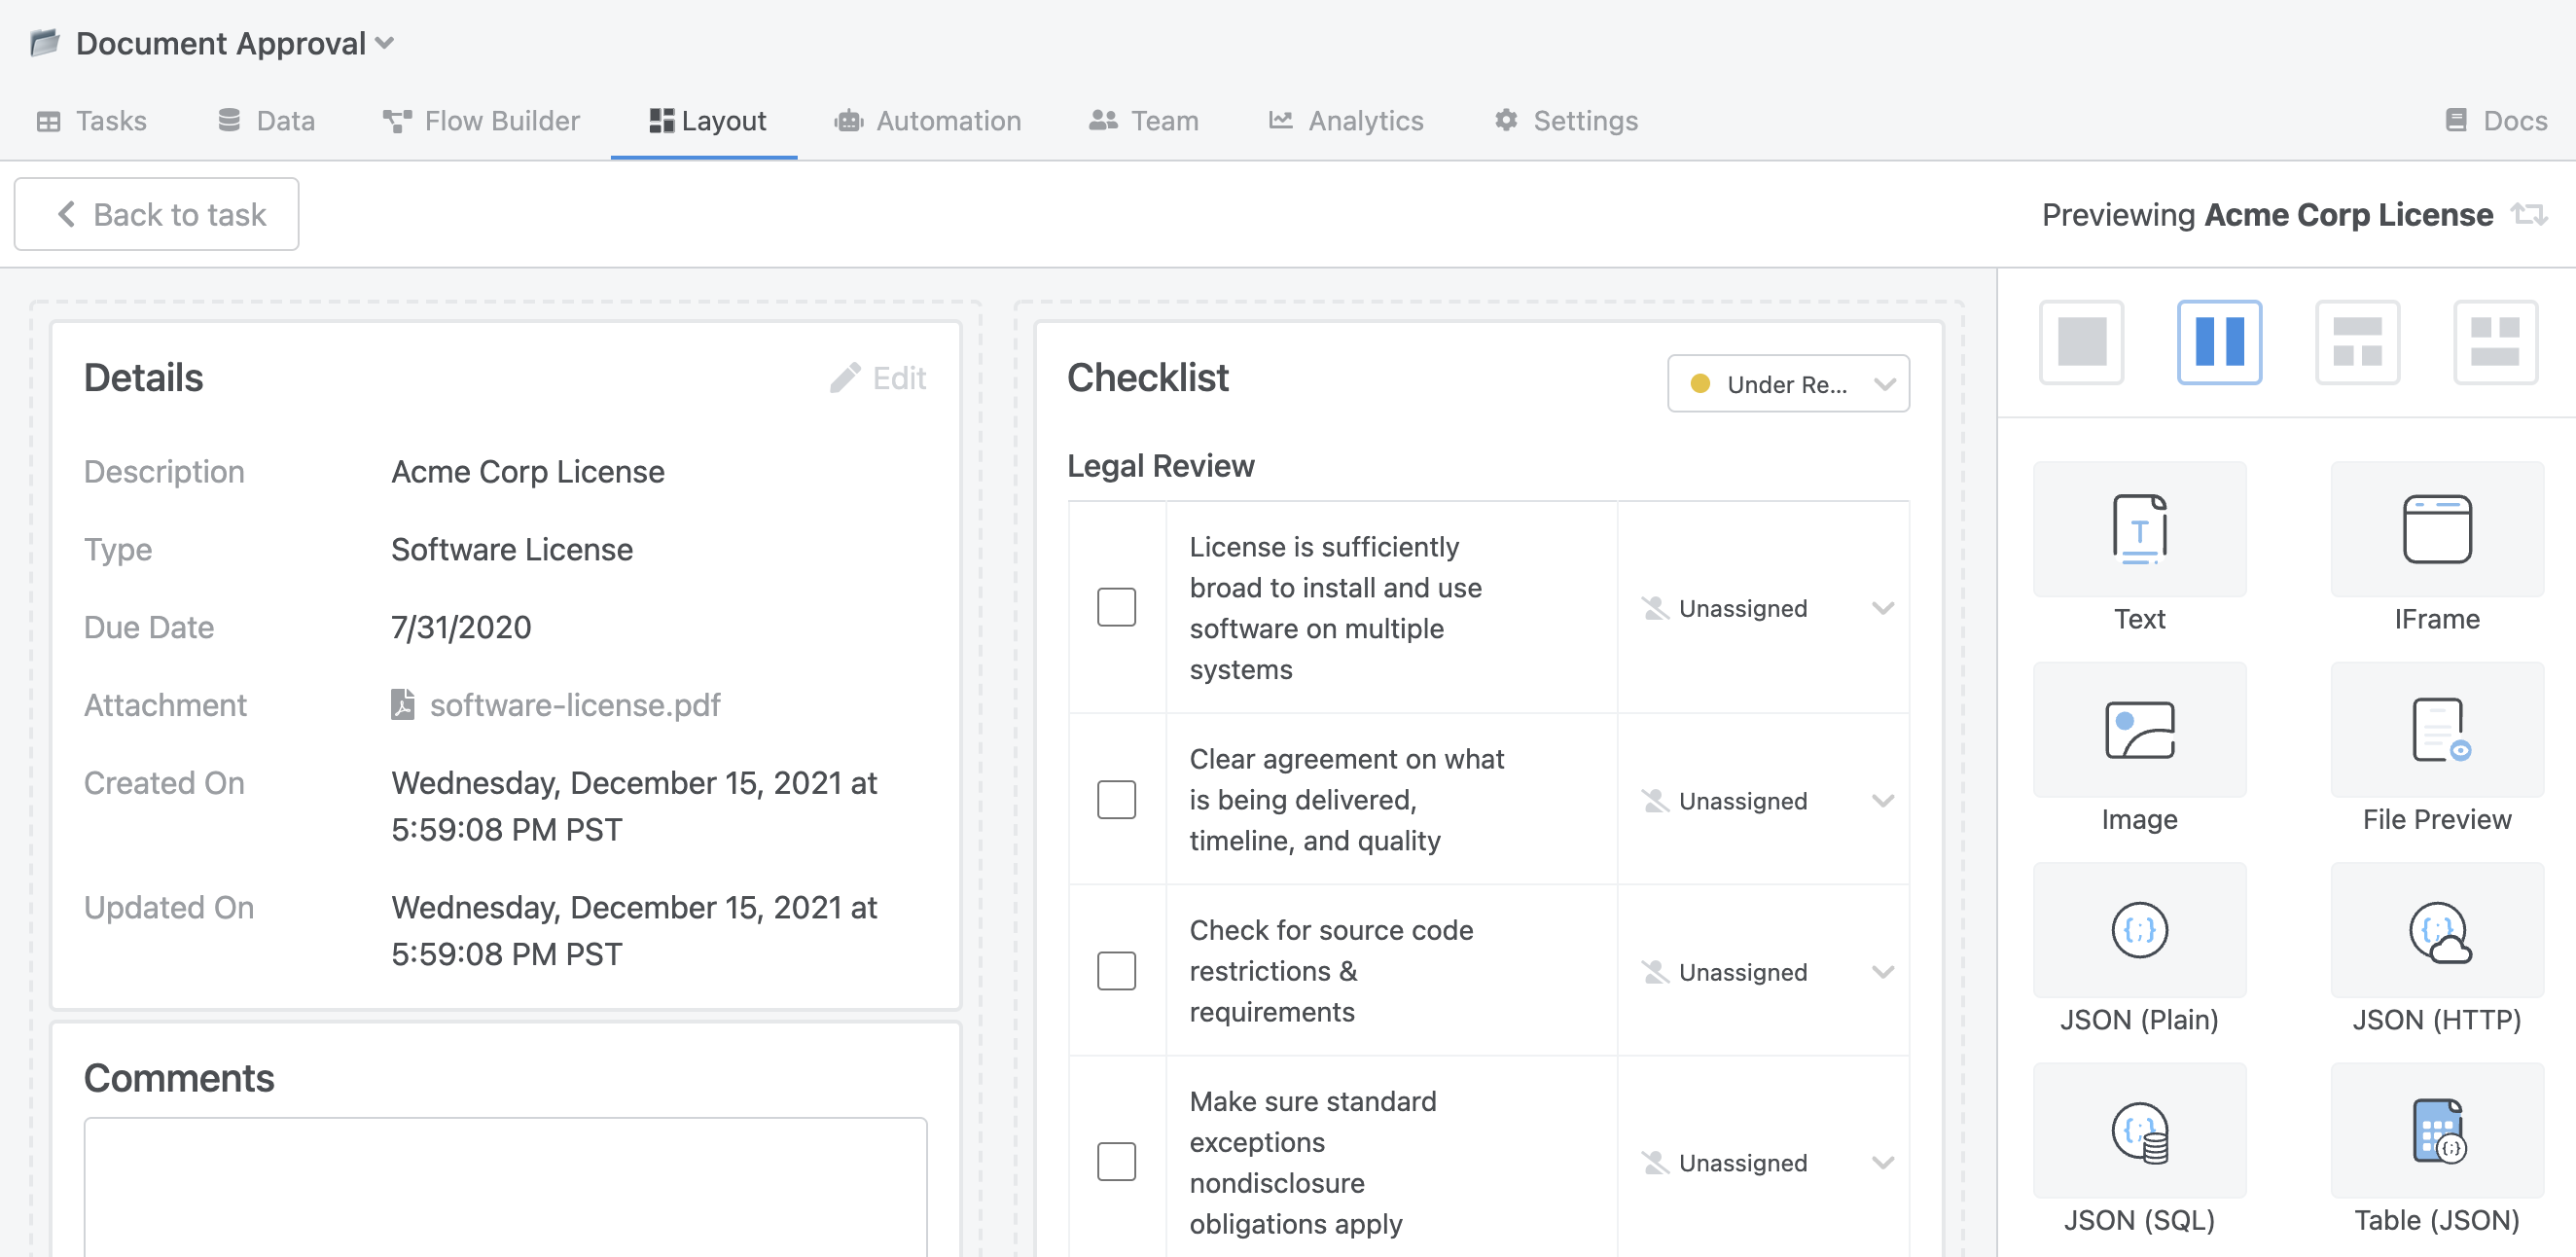 Document Approval
Tasks
Data
Flow Builder
Layout
Automation
Team
Analytics
Settings
Docs
Back to task
Previewing Acme Corp License
Details
Edit
Description
Acme Corp License
Type
Software License
Due Date
7/31/2020
Attachment
software-license.pdf
Created On
Wednesday, December 15, 2021 at
5:59:08 PM PST
Updated On
Wednesday, December 15, 2021 at
5:59:08 PM PST
Comments
Checklist
Under Re...
Legal Review
License is sufficiently
broad to install and use
software on multiple
systems
Unassigned
Clear agreement on what
is being delivered,
timeline, and quality
Unassigned
Check for source code
restrictions &
requirements
Unassigned
Make sure standard
exceptions
nondisclosure
obligations apply
Unassigned
T
Text
IFrame
Image
File Preview
{;}
JSON (Plain)
{;}
JSON (HTTP)
{;}
JSON (SQL)
{;}
Table (JSON)